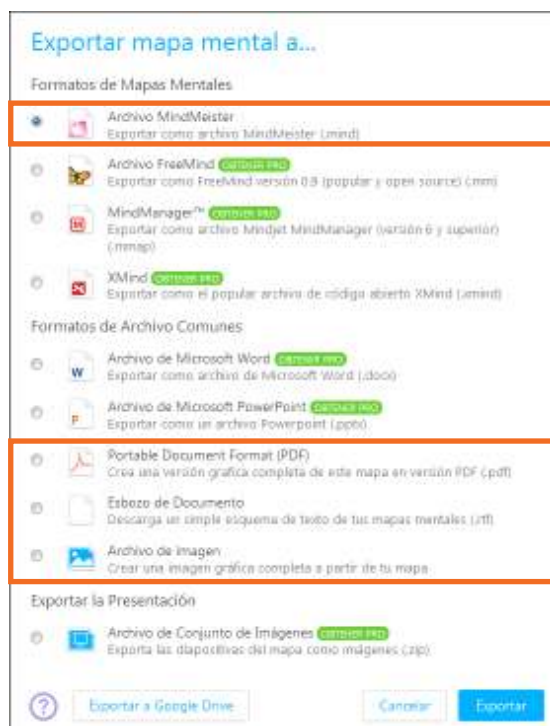 Exportar mapa mental a...
Formatos de Mapas Mentales
Archivo MindMeister
Exportar como archivo MindMeister (.mind)
Archivo FreeMind OBTENER PRO
Exportar como FreeMind versión 0.9 (popular y open source) (.mm)
MindManager™ OBTENER PRO
Exportar como archivo Mindjet MindManager (versión 6 y superior)
(.mmap)
XMind OBTENER PRO
Exportar como el popular archivo de código abierto XMind (.xmind)
Formatos de Archivo Comunes
Archivo de Microsoft Word OBTENER PRO
Exportar como archivo de Microsoft Word (.docx)
Archivo de Microsoft PowerPoint OBTENER PRO
Exportar como un archivo Powerpoint (.pptx)
Portable Document Format (PDF)
Crea una versión grafica completa de este mapa en versión PDF (.pdf)
Esbozo de Documento
Descarga un simple esquema de texto de tus mapas mentales (.rtf)
Archivo de imagen
Crear una imagen gráfica completa a partir de tu mapa
Exportar la Presentación
Archivo de Conjunto de Imágenes OBTENER PRO
Exporta las diapositivas del mapa como imágenes (.zip)
? Exportar a Google Drive Cancelar Exportar